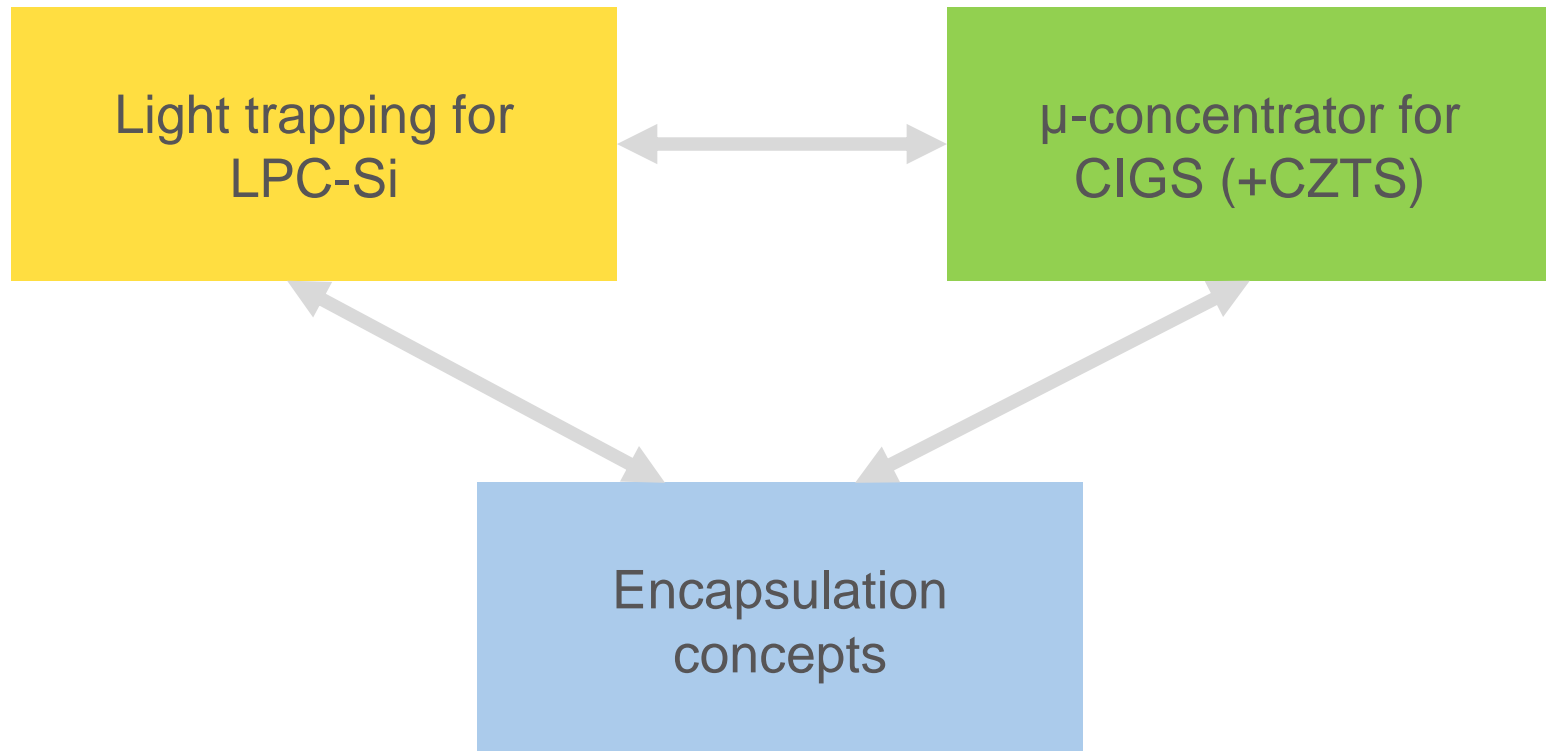 Light trapping for
LPC-Si
µ-concentrator for
CIGS (+CZTS)
Encapsulation
concepts